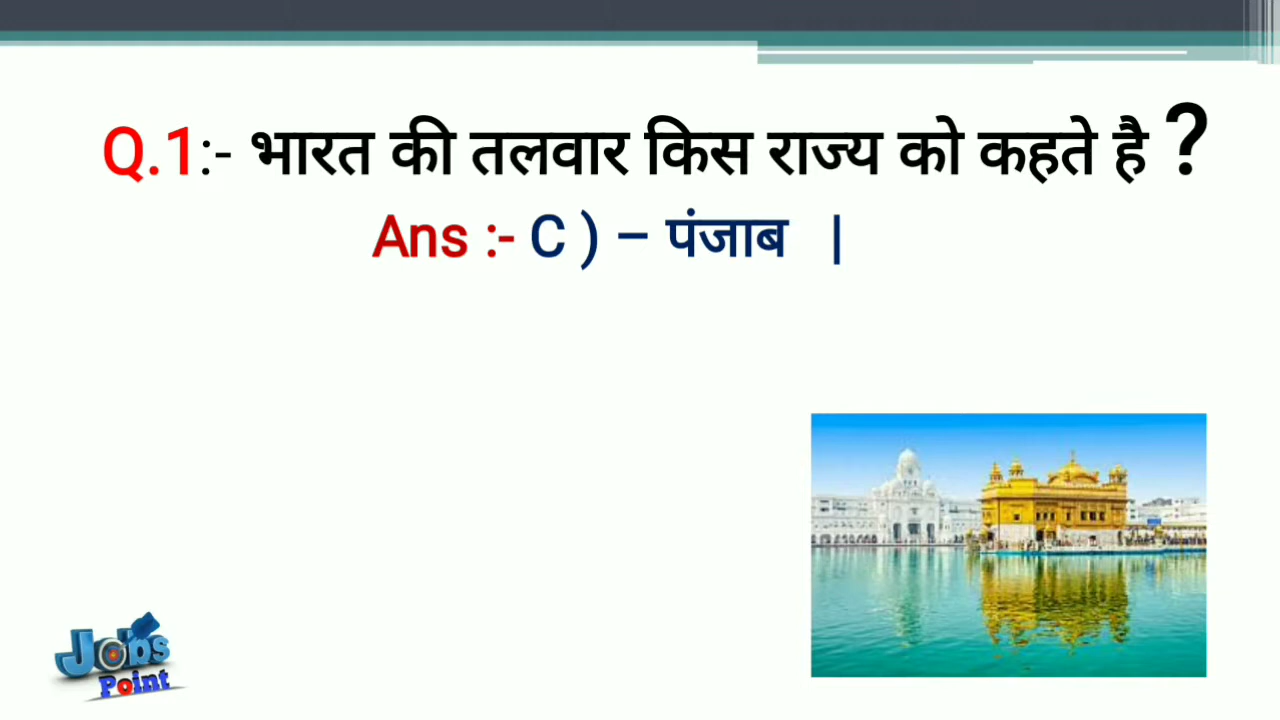 Q.1:- भारत की तलवार किस राज्य को कहते है ?
Ans :- C ) – पंजाब |
Jobs
Point